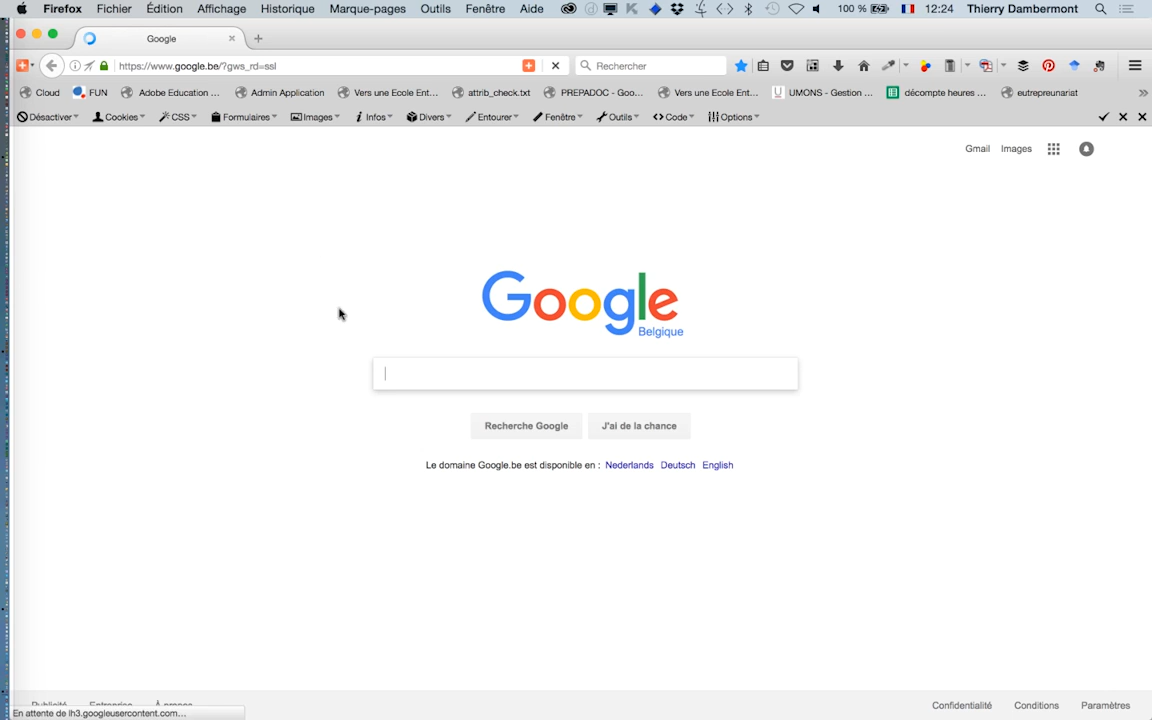 Firefox Fichier Édition Affichage Historique Marque-pages Outils Fenêtre Aide 100 % 12:24 Thierry Dambermont
Google
https://www.google.be/?gws_rd=ssl Rechercher
Cloud FUN Adobe Education ... Admin Application Vers une Ecole Ent... attrib_check.txt PREPADOC - Goo... Vers une Ecole Ent... UMONS - Gestion ... décompte heures ... eutrepreunariat
Désactiver Cookies CSS Formulaires Images Infos Divers Entourer Fenêtre Outils Code Options
Gmail Images
Google
Belgique
Recherche Google J'ai de la chance
Le domaine Google.be est disponible en : Nederlands Deutsch English
Publicité Entreprise À propos Confidentialité Conditions Paramètres
En attente de lh3.googleusercontent.com...